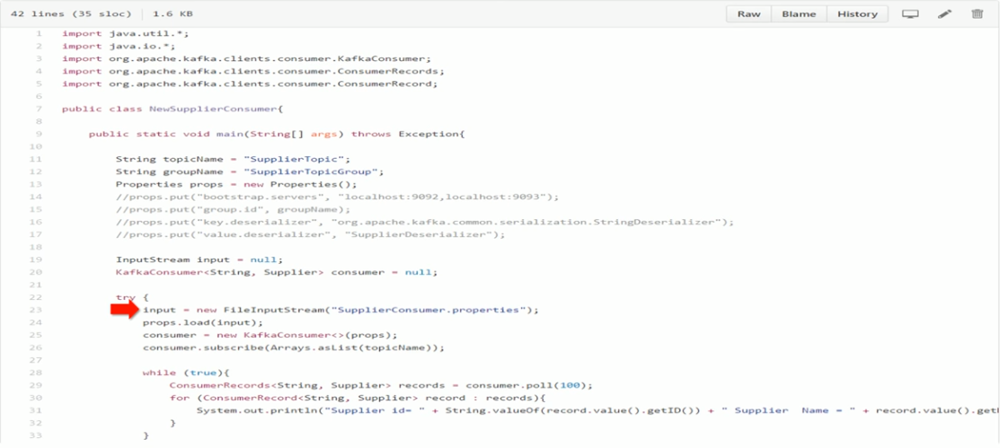 42 lines (35 sloc) 1.6 KB Raw Blame History
1 import java.util.*;
2 import java.io.*;
3 import org.apache.kafka.clients.consumer.KafkaConsumer;
4 import org.apache.kafka.clients.consumer.ConsumerRecords;
5 import org.apache.kafka.clients.consumer.ConsumerRecord;
6
7 public class NewSupplierConsumer{
8
9 public static void main(String[] args) throws Exception{
10
11 String topicName = "SupplierTopic";
12 String groupName = "SupplierTopicGroup";
13 Properties props = new Properties();
14 //props.put("bootstrap.servers", "localhost:9092,localhost:9093");
15 //props.put("group.id", groupName);
16 //props.put("key.deserializer", "org.apache.kafka.common.serialization.StringDeserializer");
17 //props.put("value.deserializer", "SupplierDeserializer");
18
19 InputStream input = null;
20 KafkaConsumer<String, Supplier> consumer = null;
21
22 try {
23 input = new FileInputStream("SupplierConsumer.properties");
24 props.load(input);
25 consumer = new KafkaConsumer<>(props);
26 consumer.subscribe(Arrays.asList(topicName));
27
28 while (true){
29 ConsumerRecords<String, Supplier> records = consumer.poll(100);
30 for (ConsumerRecord<String, Supplier> record : records){
31 System.out.println("Supplier id= " + String.valueOf(record.value().getID()) + " Supplier  Name = " + record.value().get
32 }
33 }